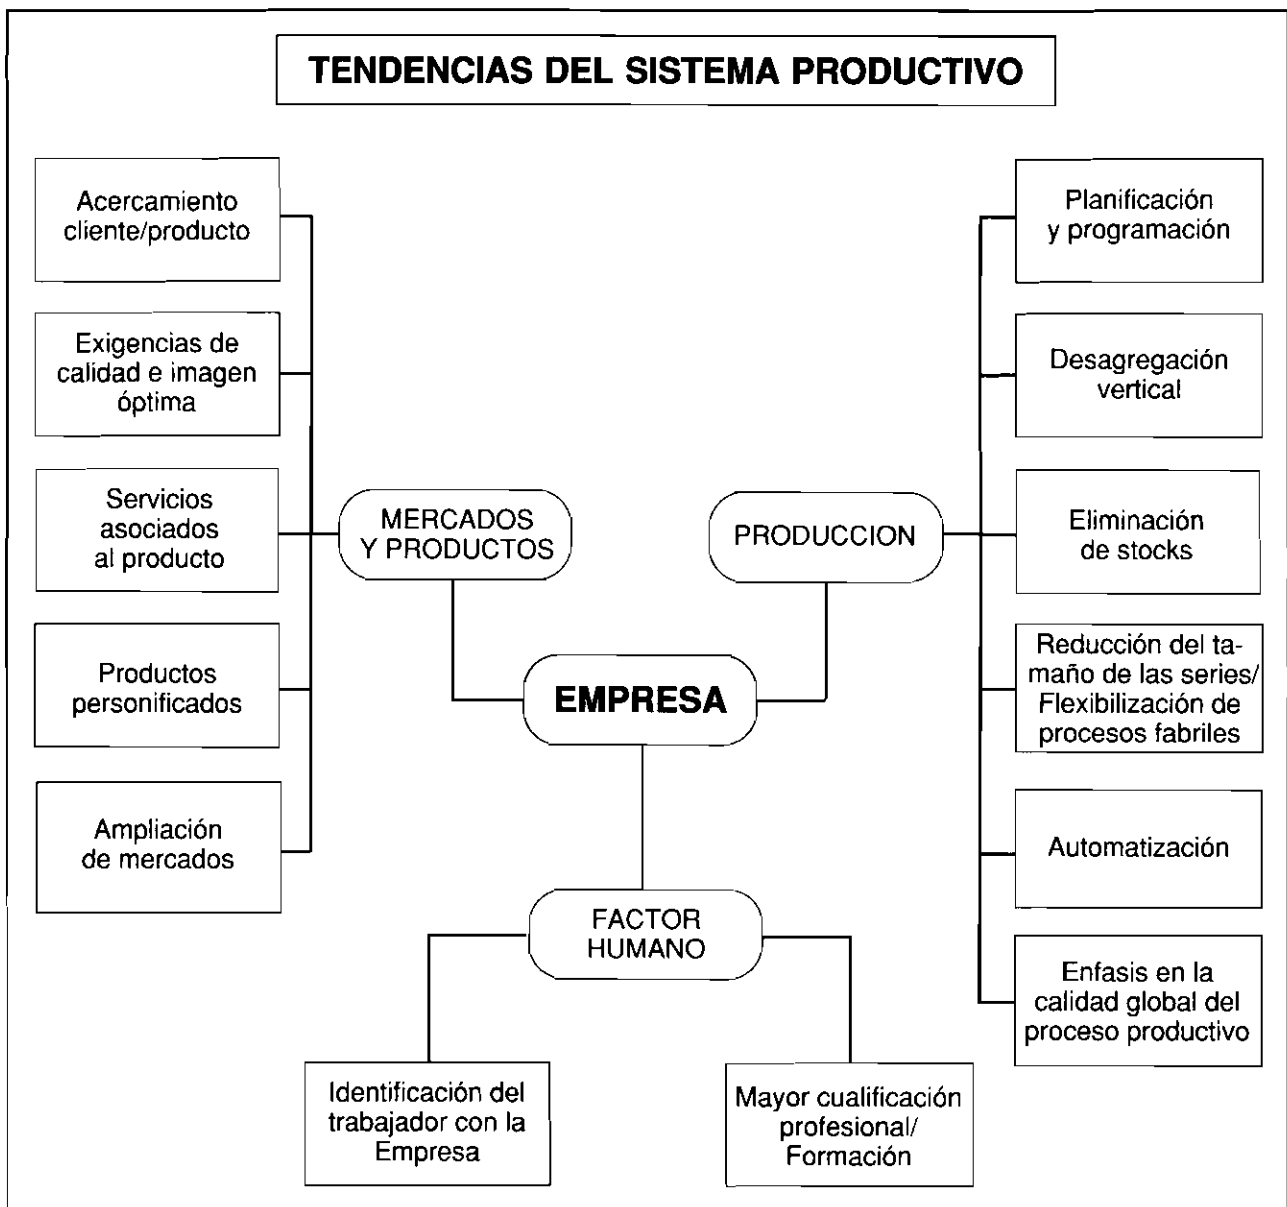 TENDENCIAS DEL SISTEMA PRODUCTIVO
Acercamiento
cliente/producto
Exigencias de
calidad e imagen
óptima
Servicios
asociados
al producto
Productos
personificados
Ampliación
de mercados
MERCADOS
Y PRODUCTOS
PRODUCCION
EMPRESA
FACTOR
HUMANO
Identificación del
trabajador con la
Empresa
Mayor cualificación
profesional/
Formación
Planificación
y programación
Desagregación
vertical
Eliminación
de stocks
Reducción del ta-
maño de las series/
Flexibilización de
procesos fabriles
Automatización
Enfasis en la
calidad global del
proceso productivo